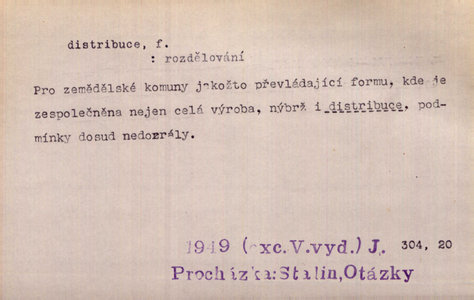 distribuce, f.
: rozdělování
Pro zemědělské komuny jakožto převládající formu, kde je
zespolečněna nejen celá výroba, nýbrž i distribuce, pod-
mínky dosud nedozrály.
1949 (exc.V.vyd.) J. 304, 20
Procházka:Stalin,Otázky